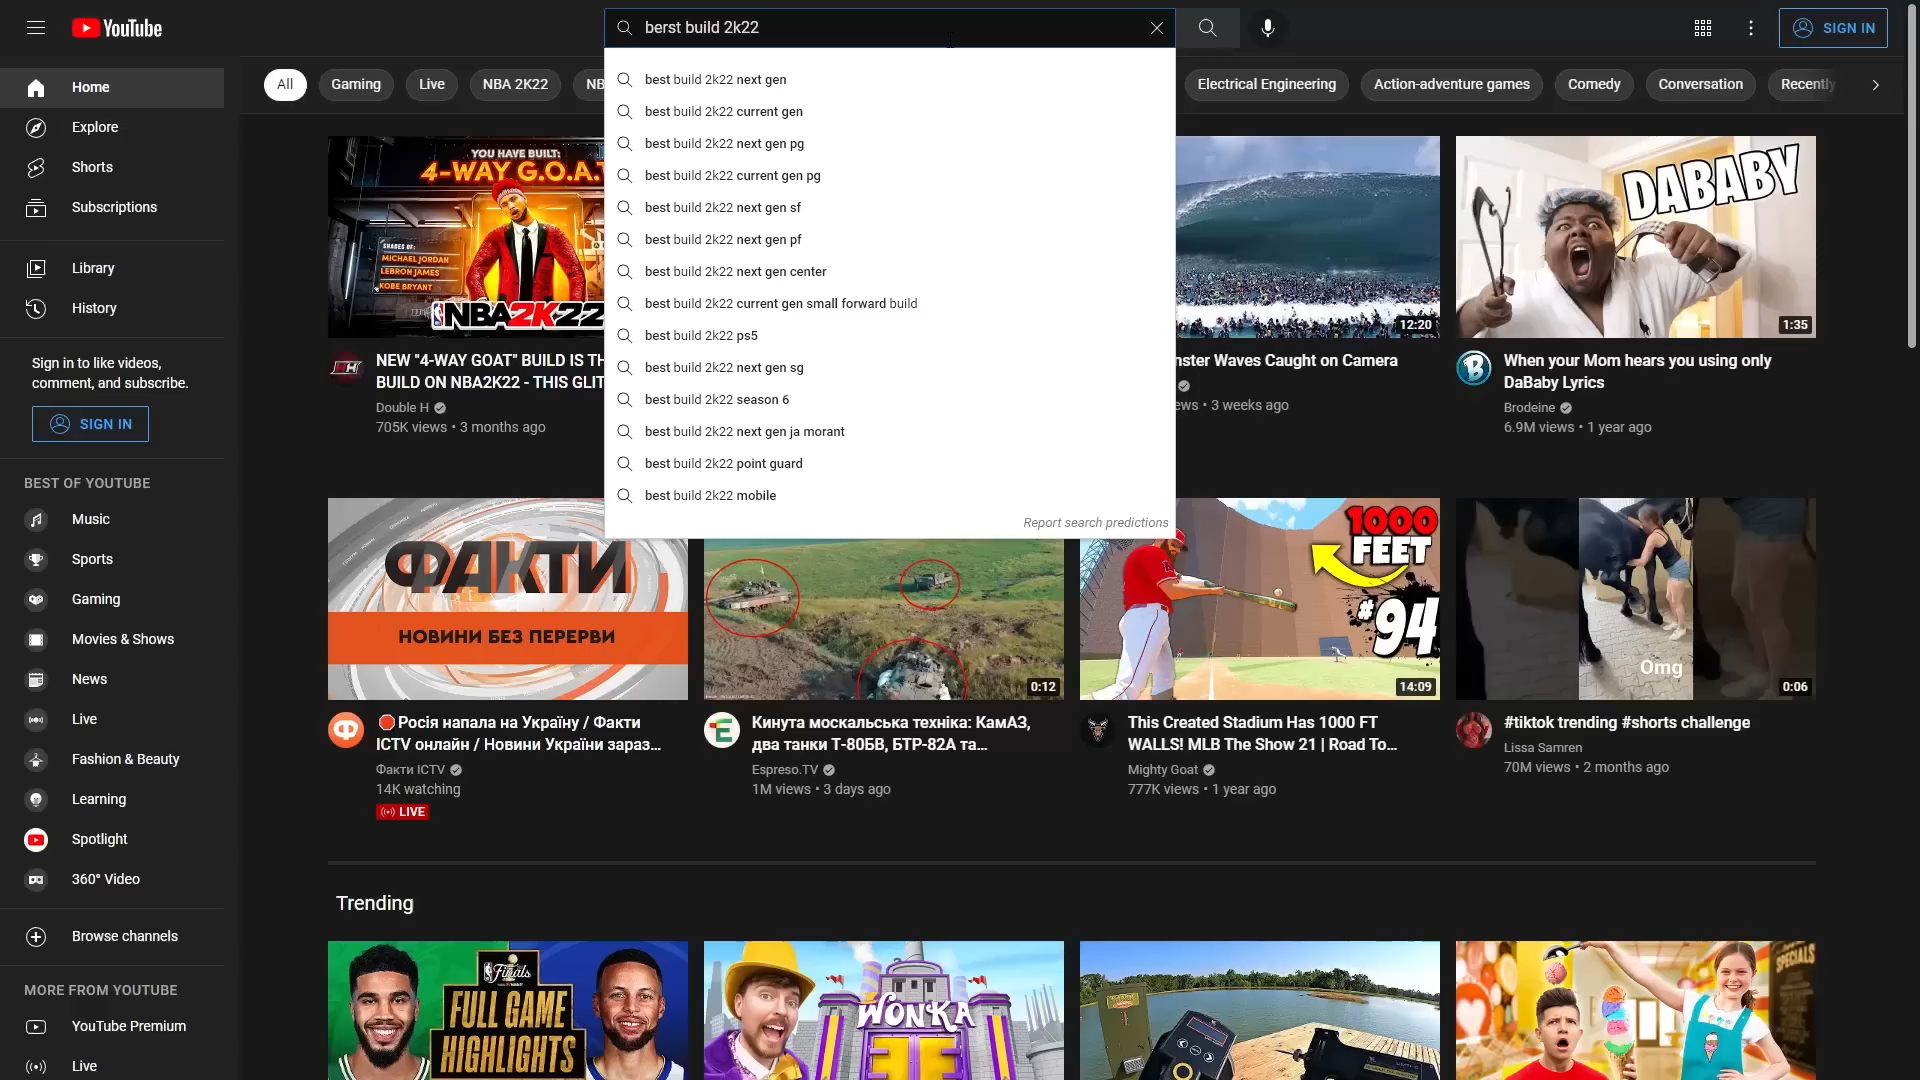 YouTube
berst build 2k22
SIGN IN
Home
Explore
Shorts
Subscriptions
Library
History
Sign in to like videos,
comment, and subscribe.
SIGN IN
BEST OF YOUTUBE
Music
Sports
Gaming
Movies & Shows
News
Live
Fashion & Beauty
Learning
Spotlight
360° Video
Browse channels
MORE FROM YOUTUBE
YouTube Premium
Live
All
Gaming
Live
NBA 2K22
NB
Electrical Engineering
Action-adventure games
Comedy
Conversation
Recently
best build 2k22 next gen
best build 2k22 current gen
best build 2k22 next gen pg
best build 2k22 current gen pg
best build 2k22 next gen sf
best build 2k22 next gen pf
best build 2k22 next gen center
best build 2k22 current gen small forward build
best build 2k22 ps5
best build 2k22 next gen sg
best build 2k22 season 6
best build 2k22 next gen ja morant
best build 2k22 point guard
best build 2k22 mobile
Report search predictions
YOU HAVE BUILT:
4-WAY G.O.A.T
SHADES OF:
MICHAEL JORDAN
LEBRON JAMES
KOBE BRYANT
NBA2K22
NEW "4-WAY GOAT" BUILD IS TH
BUILD ON NBA2K22 - THIS GLIT
Double H
705K views • 3 months ago
12:20
nster Waves Caught on Camera
ews • 3 weeks ago
DABABY
1:35
When your Mom hears you using only
DaBaby Lyrics
Brodeine
6.9M views • 1 year ago
ФАКТИ
НОВИНИ БЕЗ ПЕРЕРВИ
Росія напала на Україну / Факти
ICTV онлайн / Новини України зараз...
Факти ICTV
14K watching
LIVE
0:12
Кинута москальська техніка: КамАЗ,
два танки Т-80БВ, БТР-82А та...
Espreso.TV
1M views • 3 days ago
1000
FEET
#94
14:09
This Created Stadium Has 1000 FT
WALLS! MLB The Show 21 | Road To...
Mighty Goat
777K views • 1 year ago
Omg
0:06
#tiktok trending #shorts challenge
Lissa Samren
70M views • 2 months ago
Trending
Finals
FULL GAME
HIGHLIGHTS
WONKA
SPECIALS